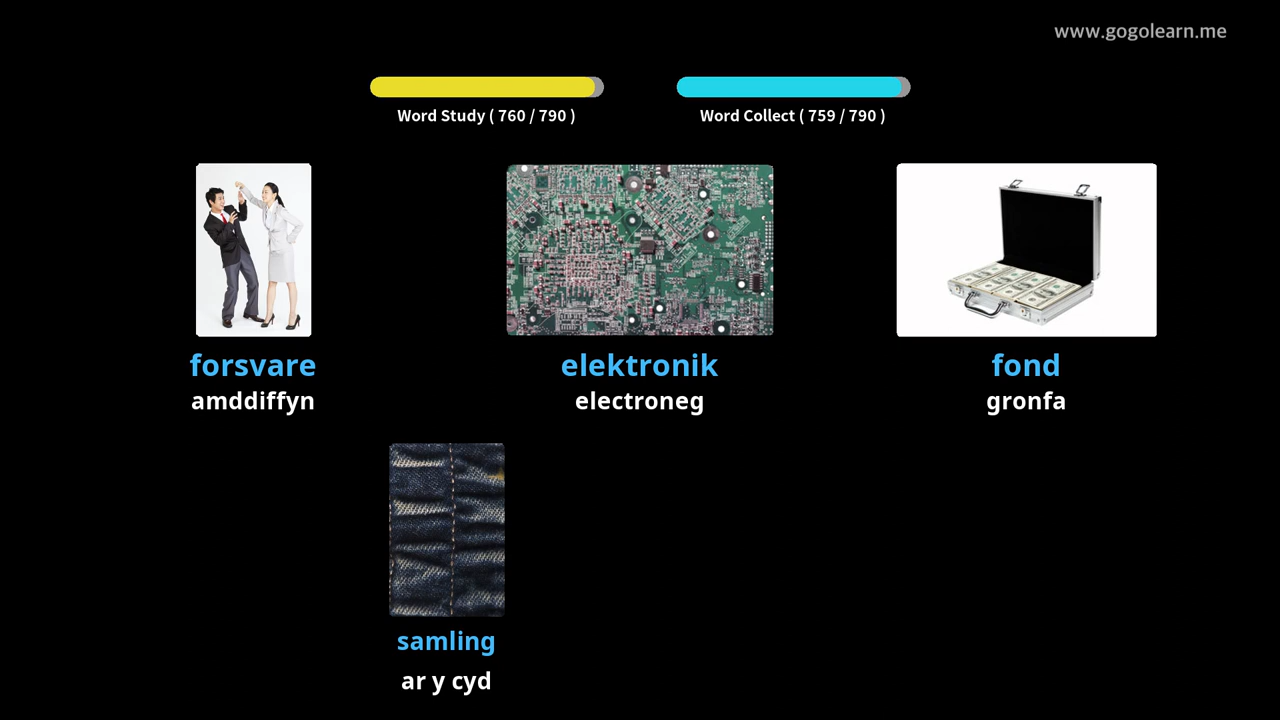 www.gogolearn.me
Word Study ( 760 / 790 )
Word Collect ( 759 / 790 )
forsvare
amddiffyn
elektronik
electroneg
fond
gronfa
samling
ar y cyd